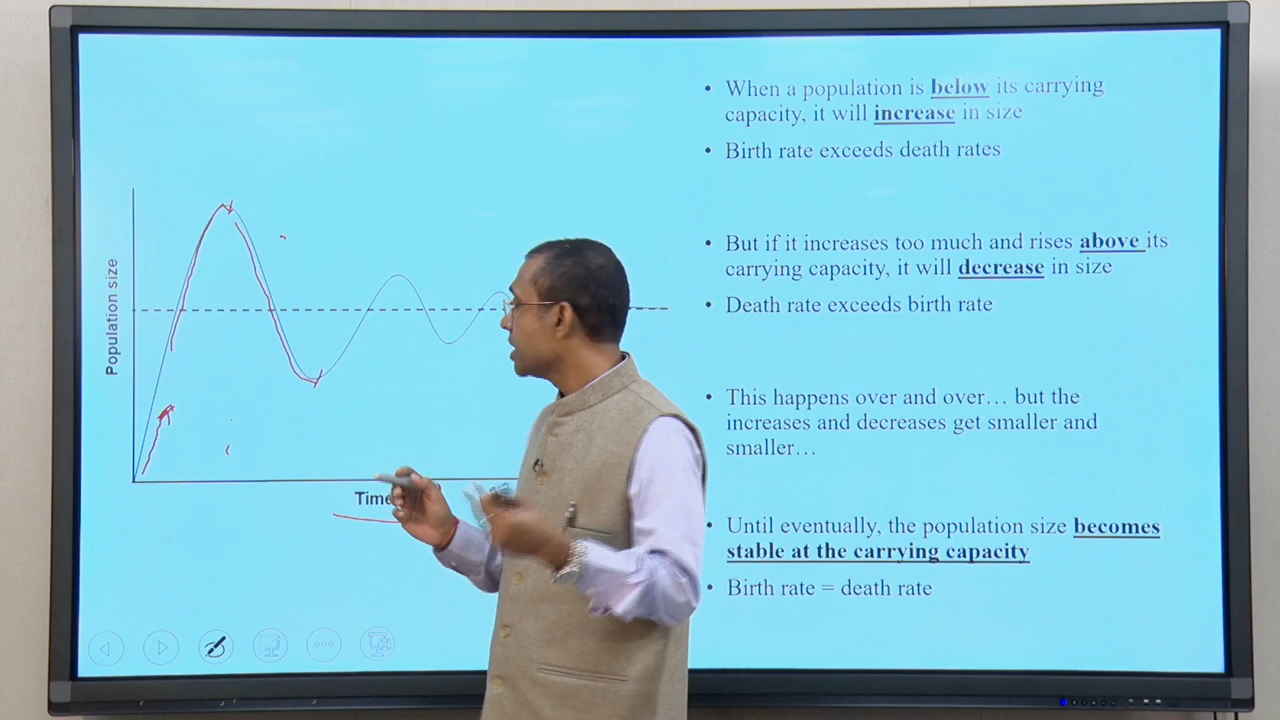 • When a population is below its carrying
capacity, it will increase in size
• Birth rate exceeds death rates
• But if it increases too much and rises above its
carrying capacity, it will decrease in size
• Death rate exceeds birth rate
• This happens over and over… but the
increases and decreases get smaller and
smaller…
• Until eventually, the population size becomes
stable at the carrying capacity
• Birth rate = death rate
Population size
Time